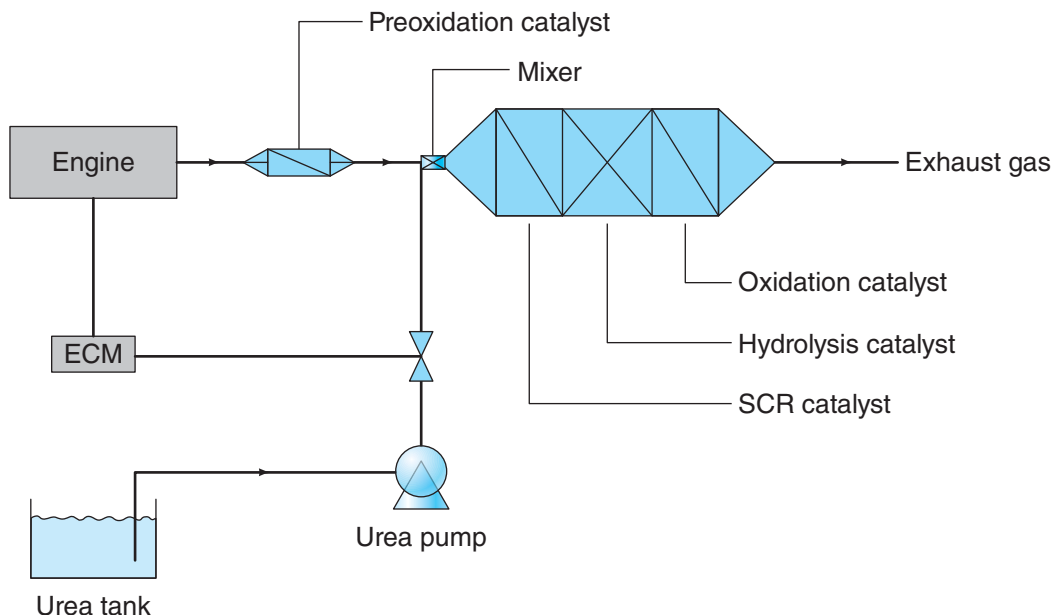 Preoxidation catalyst
Mixer
Engine
Exhaust gas
Oxidation catalyst
ECM
Hydrolysis catalyst
SCR catalyst
Urea pump
Urea tank